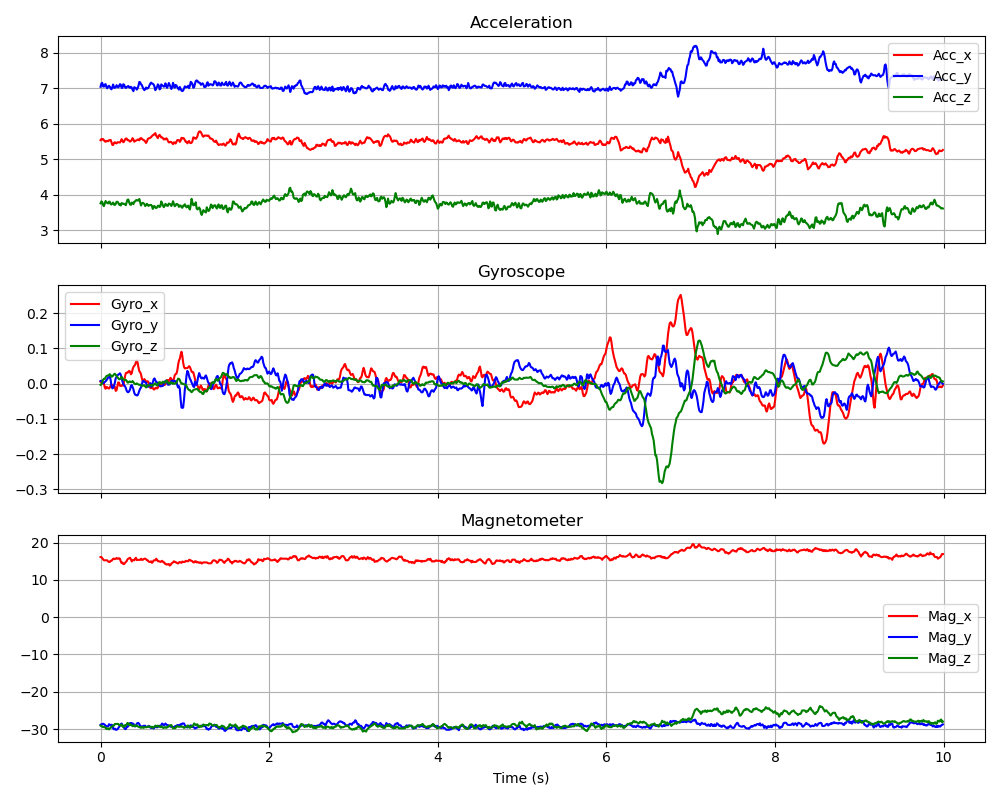 Acceleration
8
7
6
5
4
3
Acc_x
Acc_y
Acc_z
Gyroscope
0.2
0.1
0.0
−0.1
−0.2
−0.3
Gyro_x
Gyro_y
Gyro_z
Magnetometer
20
10
0
−10
−20
−30
Mag_x
Mag_y
Mag_z
0 2 4 6 8 10
Time (s)